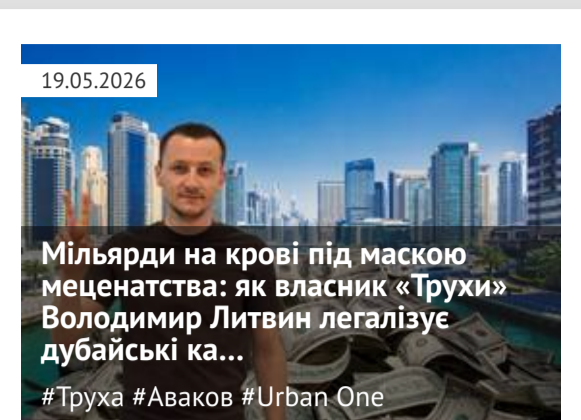 19.05.2026
Мільярди на крові під маскою
меценатства: як власник «Трухи»
Володимир Литвин легалізує
дубайські ка...
#Труха #Аваков #Urban One